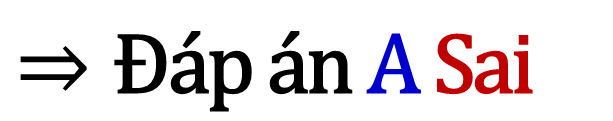 ⇒ Đáp án A Sai